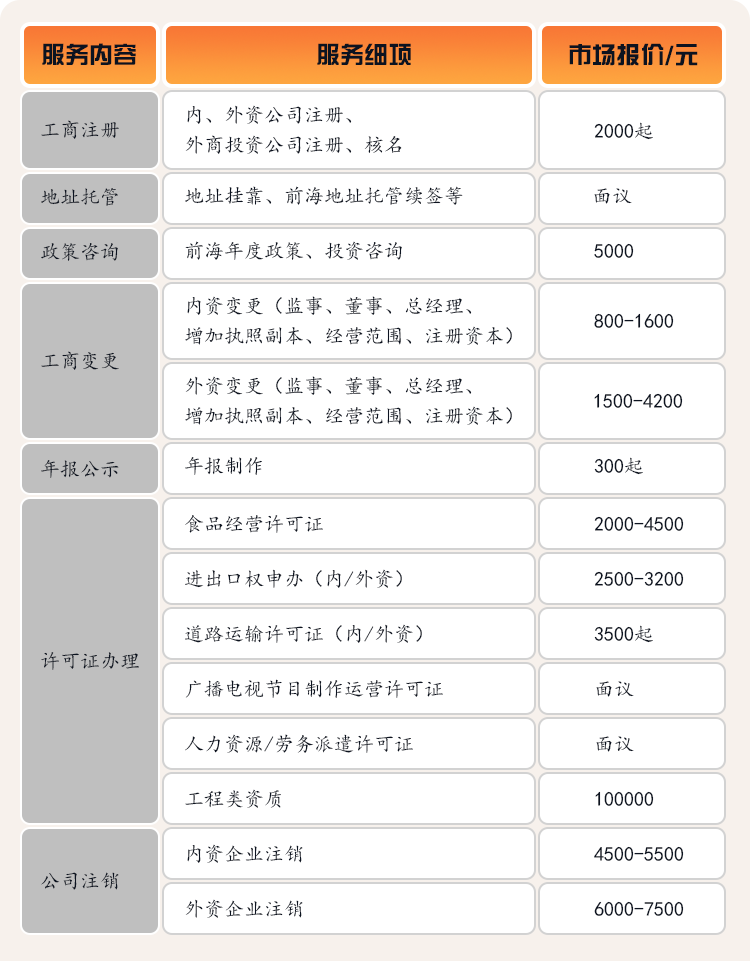 服务内容 服务细项 市场报价/元
工商注册
内、外资公司注册、
外商投资公司注册、核名
2000起
地址托管 地址挂靠、前海地址托管续签等 面议
政策咨询 前海年度政策、投资咨询 5000
工商变更
内资变更（监事、董事、总经理、
增加执照副本、经营范围、注册资本）
800-1600
外资变更（监事、董事、总经理、
增加执照副本、经营范围、注册资本）
1500-4200
年报公示 年报制作 300起
许可证办理
食品经营许可证 2000-4500
进出口权申办（内/外资） 2500-3200
道路运输许可证（内/外资） 3500起
广播电视节目制作运营许可证 面议
人力资源/劳务派遣许可证 面议
工程类资质 100000
公司注销
内资企业注销 4500-5500
外资企业注销 6000-7500